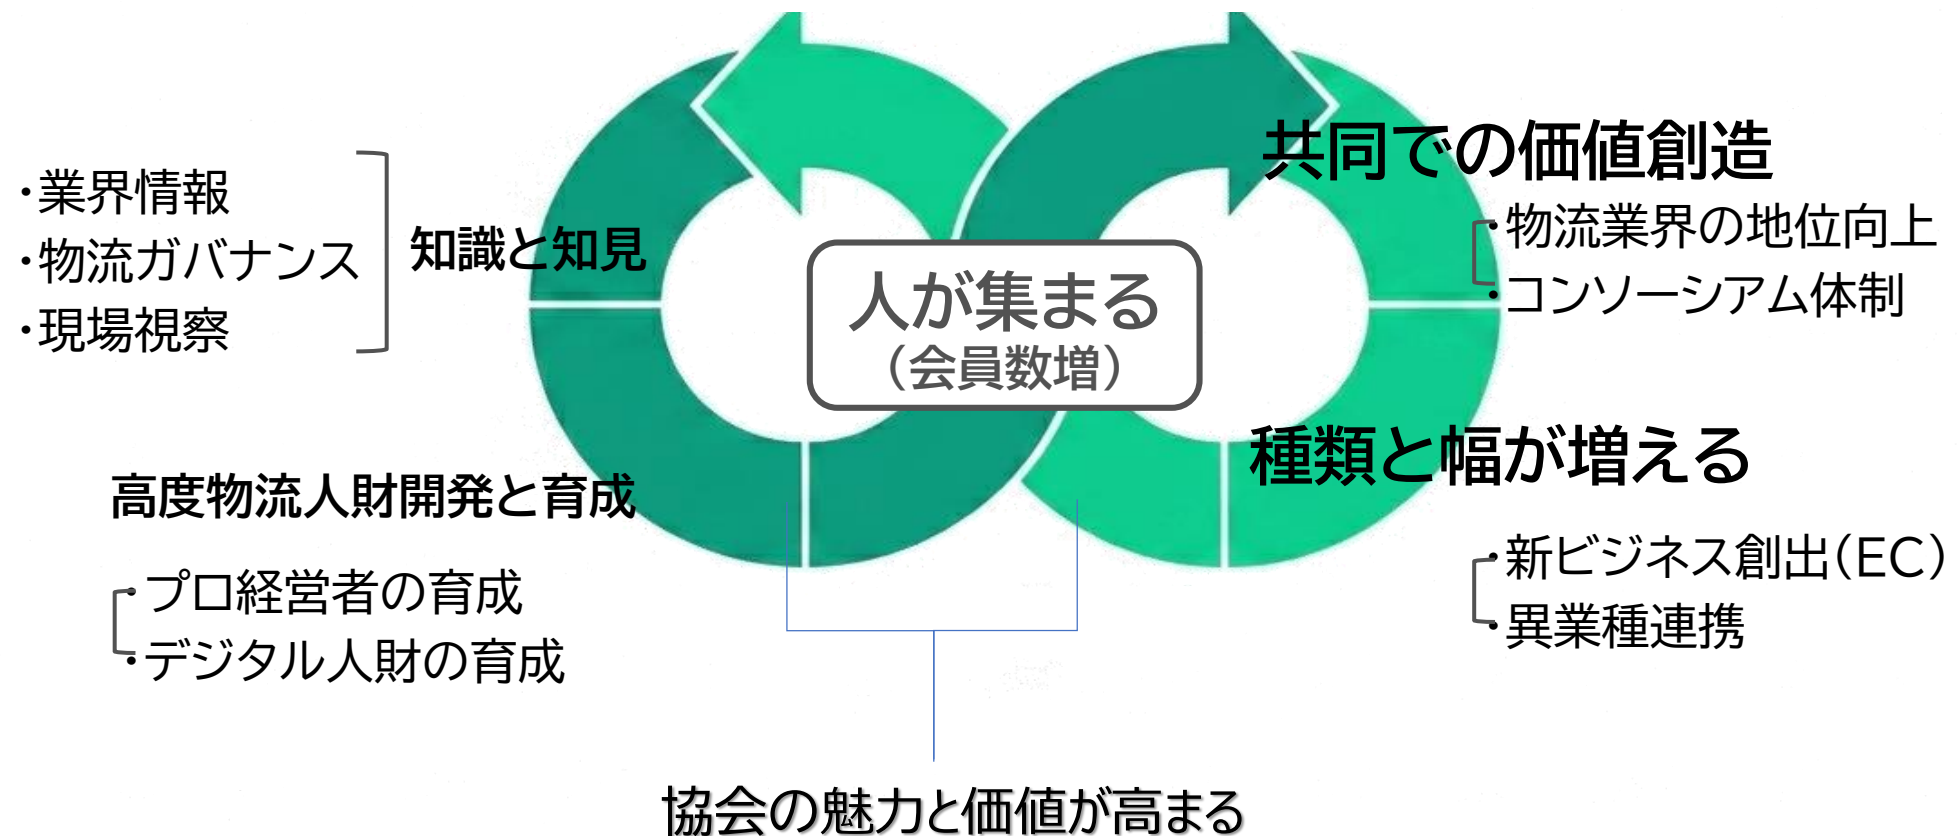 ・業界情報
・物流ガバナンス
・現場視察
知識と知見
高度物流人財開発と育成
・プロ経営者の育成
・デジタル人財の育成
人が集まる
（会員数増）
共同での価値創造
・物流業界の地位向上
・コンソーシアム体制
種類と幅が増える
・新ビジネス創出（EC）
・異業種連携
協会の魅力と価値が高まる